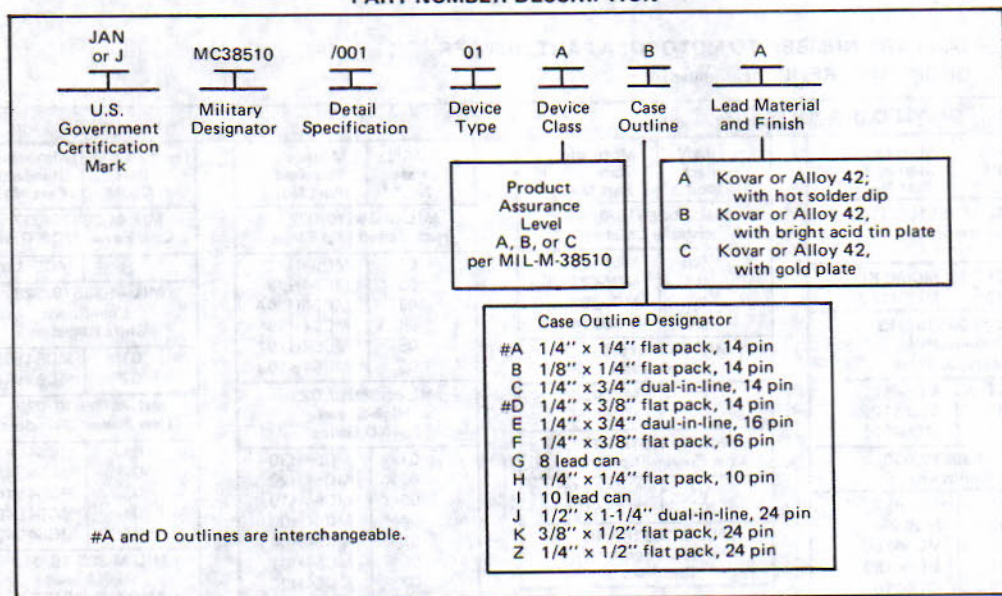 PART NUMBER DESCRIPTION
JAN
or J
MC38510
/001
01
A
B
A
U.S.
Government
Certification
Mark
Military
Designator
Detail
Specification
Device
Type
Device
Class
Case
Outline
Lead Material
and Finish
Product
Assurance
Level
A, B, or C
per MIL-M-38510
A Kovar or Alloy 42,
with hot solder dip
B Kovar or Alloy 42,
with bright acid tin plate
C Kovar or Alloy 42,
with gold plate
Case Outline Designator
#A 1/4'' x 1/4'' flat pack, 14 pin
B 1/8'' x 1/4'' flat pack, 14 pin
C 1/4'' x 3/4'' dual-in-line, 14 pin
#D 1/4'' x 3/8'' flat pack, 14 pin
E 1/4'' x 3/4'' daul-in-line, 16 pin
F 1/4'' x 3/8'' flat pack, 16 pin
G 8 lead can
H 1/4'' x 1/4'' flat pack, 10 pin
I 10 lead can
J 1/2'' x 1-1/4'' dual-in-line, 24 pin
K 3/8'' x 1/2'' flat pack, 24 pin
Z 1/4'' x 1/2'' flat pack, 24 pin
#A and D outlines are interchangeable.